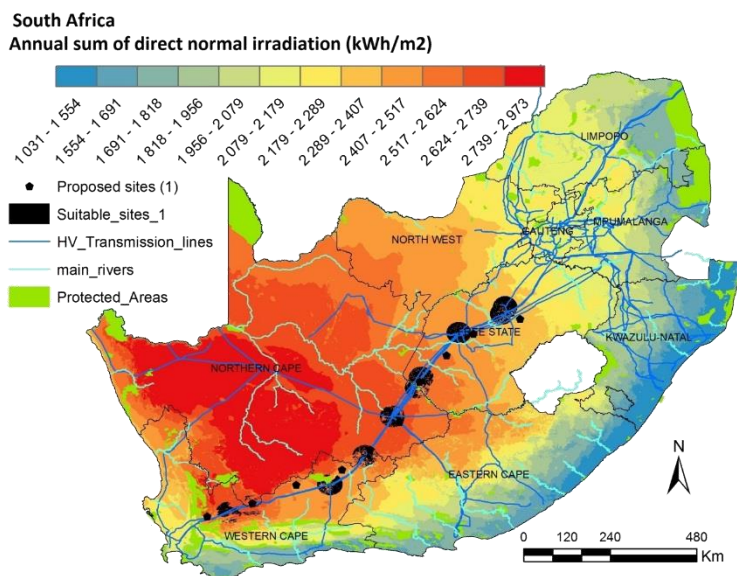 South Africa
Annual sum of direct normal irradiation (kWh/m2)
1 031 - 1 554
1 554 - 1 691
1 691 - 1 818
1 818 - 1 956
1 956 - 2 079
2 079 - 2 179
2 179 - 2 289
2 289 - 2 407
2 407 - 2 517
2 517 - 2 624
2 624 - 2 739
2 739 - 2 973
Proposed sites (1)
Suitable_sites_1
HV_Transmission_lines
main_rivers
Protected_Areas
LIMPOPO
NORTH WEST
GAUTENG
MPUMALANGA
FREE STATE
KWAZULU-NATAL
NORTHERN CAPE
EASTERN CAPE
WESTERN CAPE
N
0 120 240 480
Km